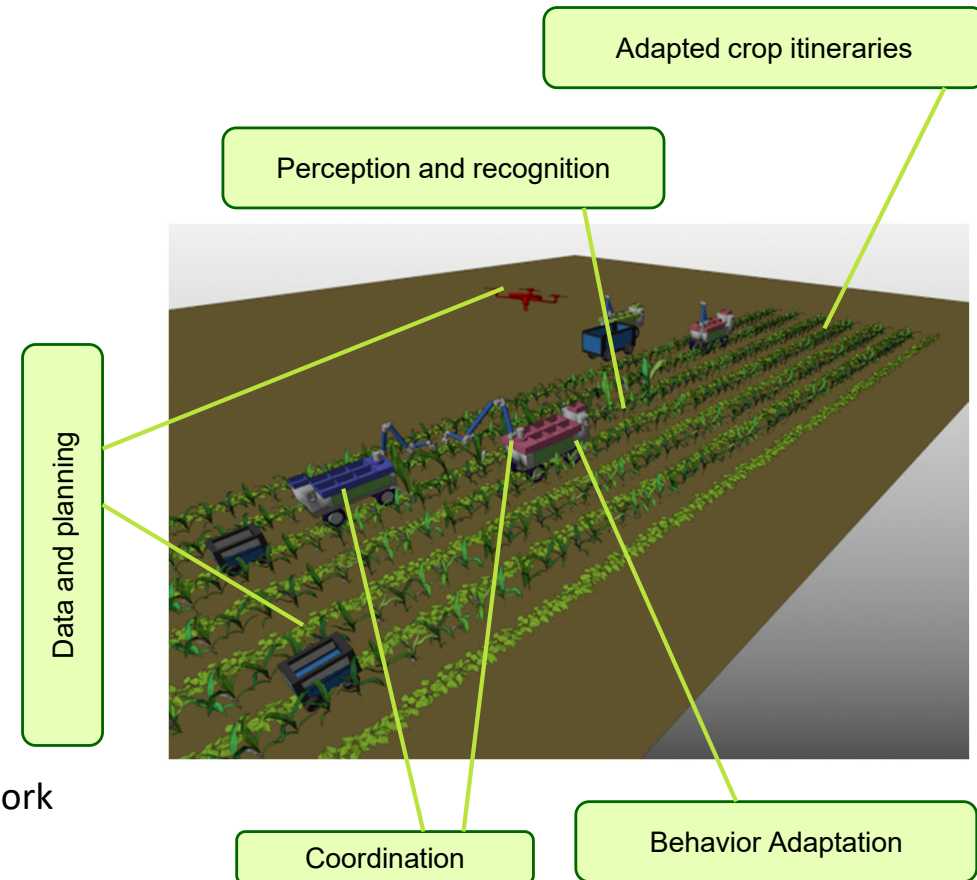 Adapted crop itineraries
Perception and recognition
Data and planning
ork
Coordination
Behavior Adaptation